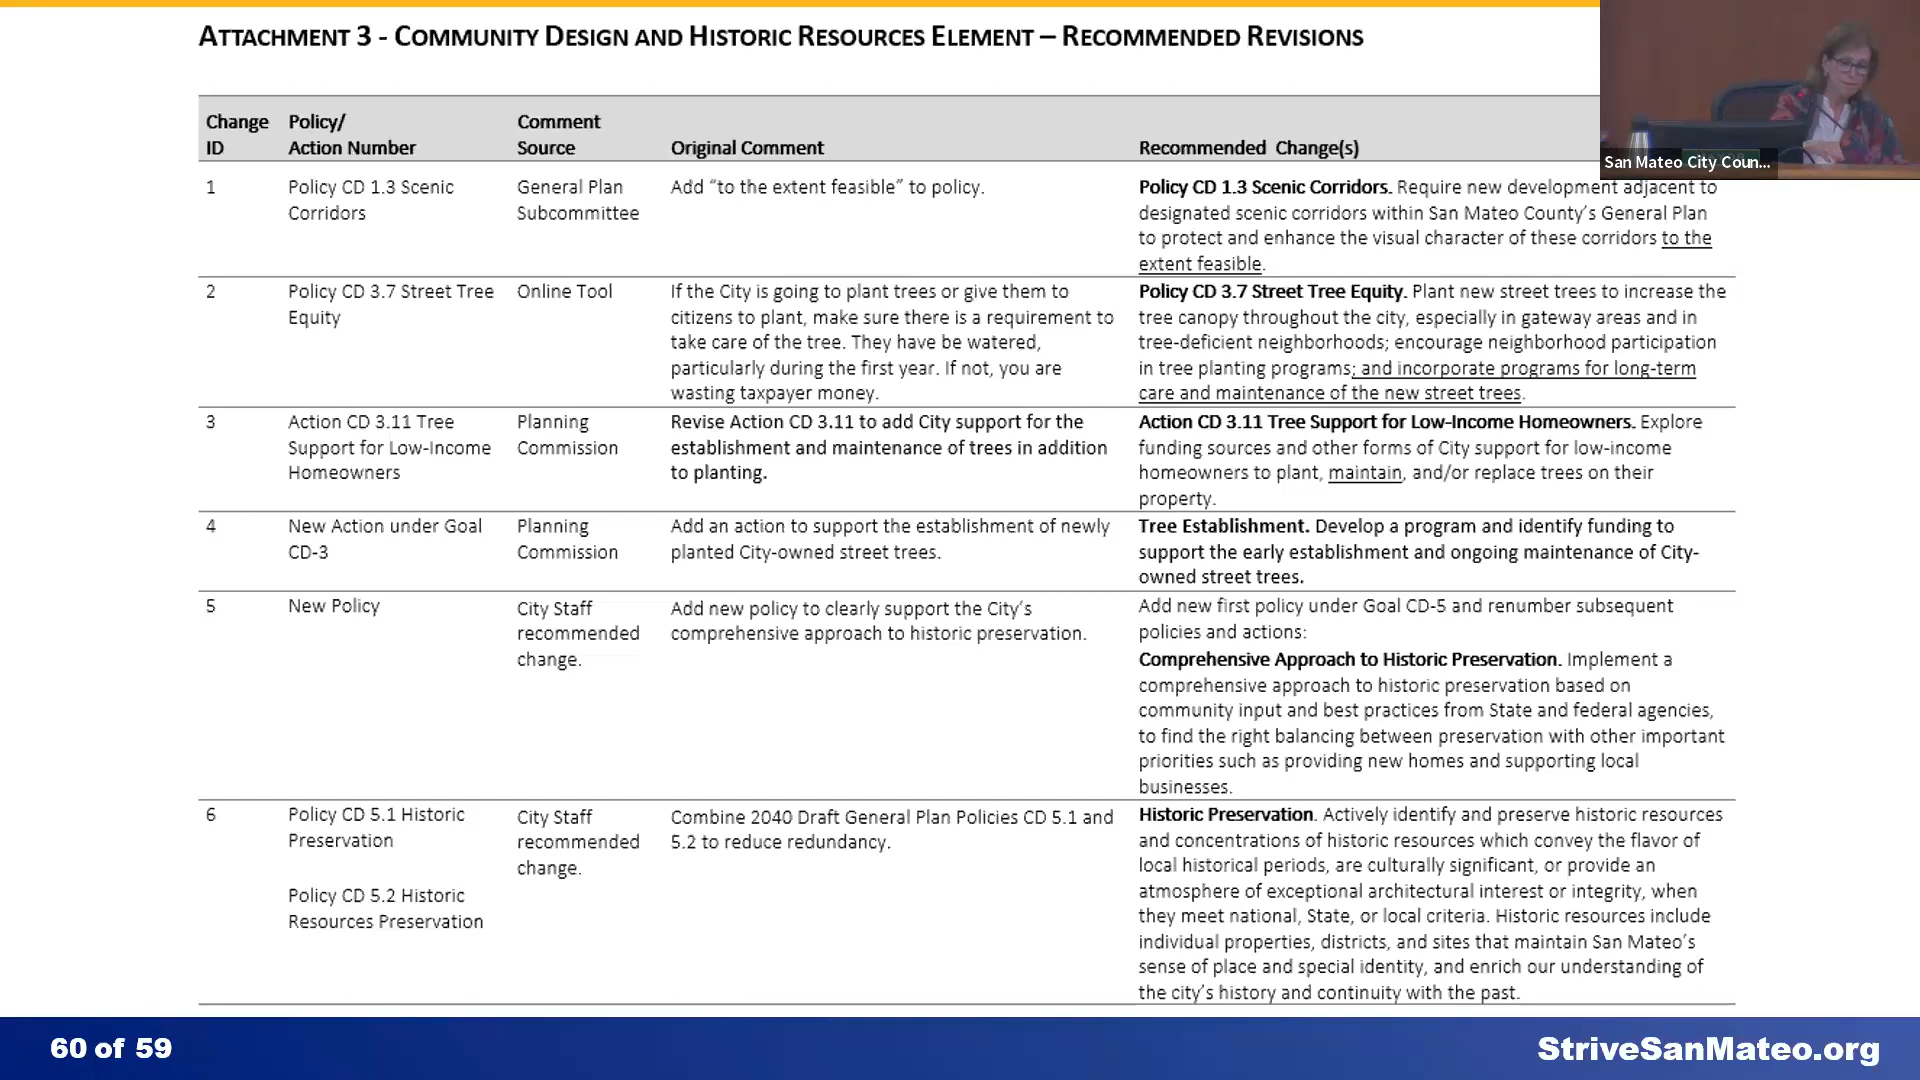 ATTACHMENT 3 - COMMUNITY DESIGN AND HISTORIC RESOURCES ELEMENT – RECOMMENDED REVISIONS
San Mateo City Coun...
Change ID
Policy/ Action Number
Comment Source
Original Comment
Recommended Change(s)
1
Policy CD 1.3 Scenic
Corridors
General Plan
Subcommittee
Add “to the extent feasible” to policy.
Policy CD 1.3 Scenic Corridors. Require new development adjacent to
designated scenic corridors within San Mateo County’s General Plan
to protect and enhance the visual character of these corridors to the
extent feasible.
2
Policy CD 3.7 Street Tree
Equity
Online Tool
If the City is going to plant trees or give them to
citizens to plant, make sure there is a requirement to
take care of the tree. They have be watered,
particularly during the first year. If not, you are
wasting taxpayer money.
Policy CD 3.7 Street Tree Equity. Plant new street trees to increase the
tree canopy throughout the city, especially in gateway areas and in
tree-deficient neighborhoods; encourage neighborhood participation
in tree planting programs; and incorporate programs for long-term
care and maintenance of the new street trees.
3
Action CD 3.11 Tree
Support for Low-Income
Homeowners
Planning
Commission
Revise Action CD 3.11 to add City support for the
establishment and maintenance of trees in addition
to planting.
Action CD 3.11 Tree Support for Low-Income Homeowners. Explore
funding sources and other forms of City support for low-income
homeowners to plant, maintain, and/or replace trees on their
property.
4
New Action under Goal
CD-3
Planning
Commission
Add an action to support the establishment of newly
planted City-owned street trees.
Tree Establishment. Develop a program and identify funding to
support the early establishment and ongoing maintenance of City-
owned street trees.
5
New Policy
City Staff
recommended
change.
Add new policy to clearly support the City’s
comprehensive approach to historic preservation.
Add new first policy under Goal CD-5 and renumber subsequent
policies and actions:
Comprehensive Approach to Historic Preservation. Implement a
comprehensive approach to historic preservation based on
community input and best practices from State and federal agencies,
to find the right balancing between preservation with other important
priorities such as providing new homes and supporting local
businesses.
6
Policy CD 5.1 Historic
Preservation
Policy CD 5.2 Historic
Resources Preservation
City Staff
recommended
change.
Combine 2040 Draft General Plan Policies CD 5.1 and
5.2 to reduce redundancy.
Historic Preservation. Actively identify and preserve historic resources
and concentrations of historic resources which convey the flavor of
local historical periods, are culturally significant, or provide an
atmosphere of exceptional architectural interest or integrity, when
they meet national, State, or local criteria. Historic resources include
individual properties, districts, and sites that maintain San Mateo’s
sense of place and special identity, and enrich our understanding of
the city’s history and continuity with the past.
60 of 59
StriveSanMateo.org